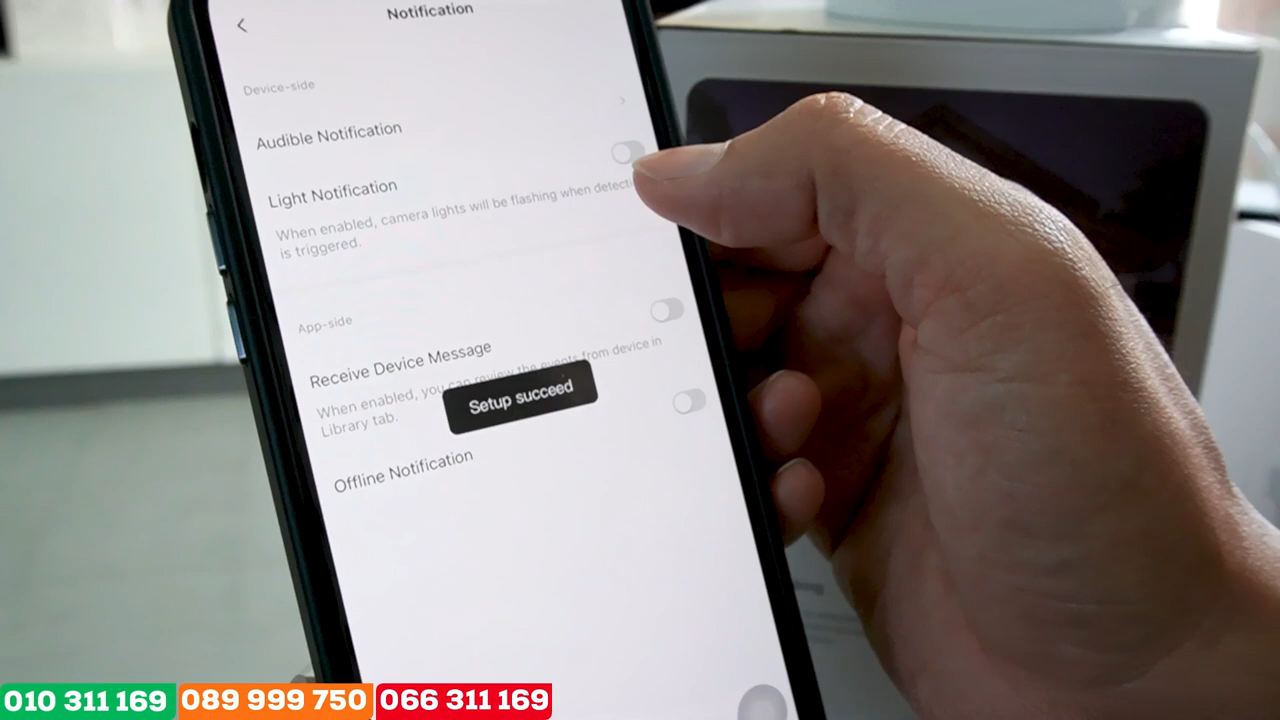 Notification
Device-side
Audible Notification
Light Notification
When enabled, camera lights will be flashing when detecti
is triggered.
App-side
Receive Device Message
When enabled, you can review the events from device in
Library tab.
Setup succeed
Offline Notification
010 311 169
089 999 750
066 311 169